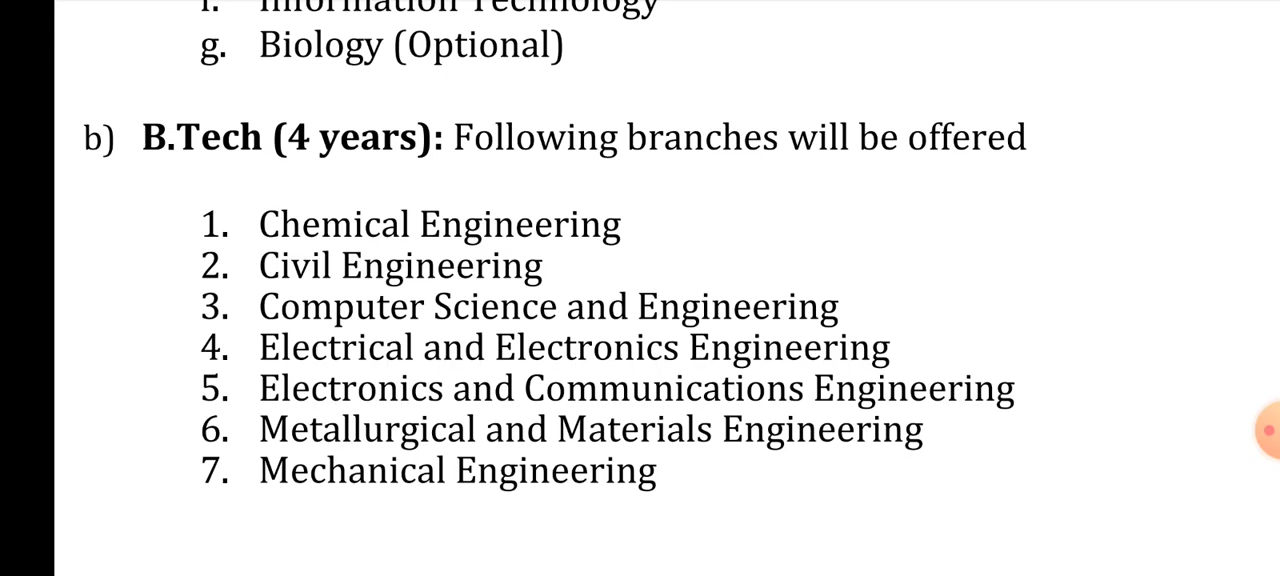 f. Information Technology
g. Biology (Optional)
b) B.Tech (4 years): Following branches will be offered
1. Chemical Engineering
2. Civil Engineering
3. Computer Science and Engineering
4. Electrical and Electronics Engineering
5. Electronics and Communications Engineering
6. Metallurgical and Materials Engineering
7. Mechanical Engineering